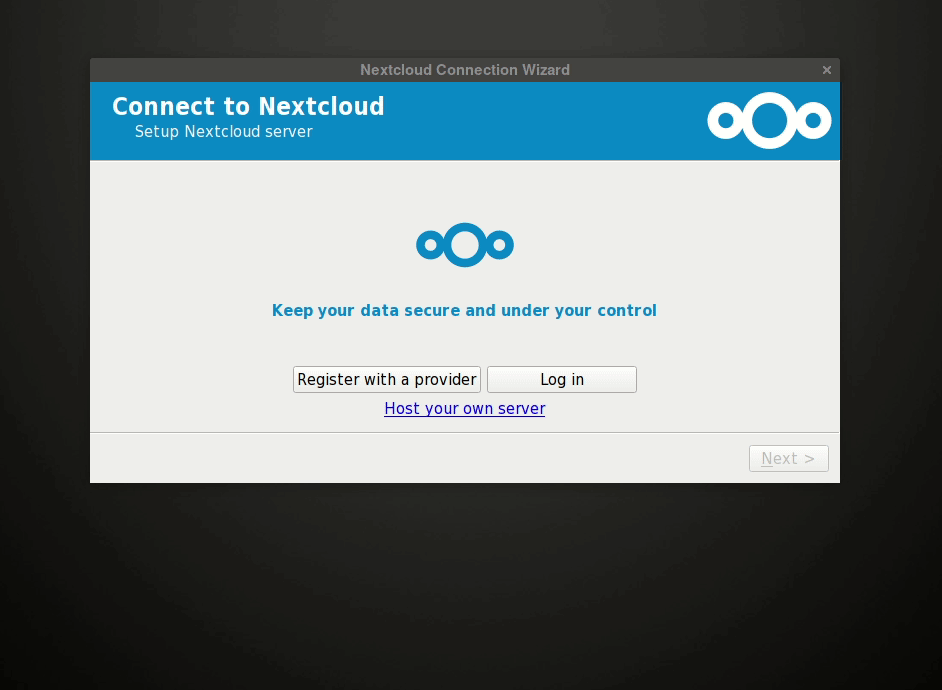 Nextcloud Connection Wizard
Connect to Nextcloud
Setup Nextcloud server
Keep your data secure and under your control
Register with a provider
Log in
Host your own server
Next >